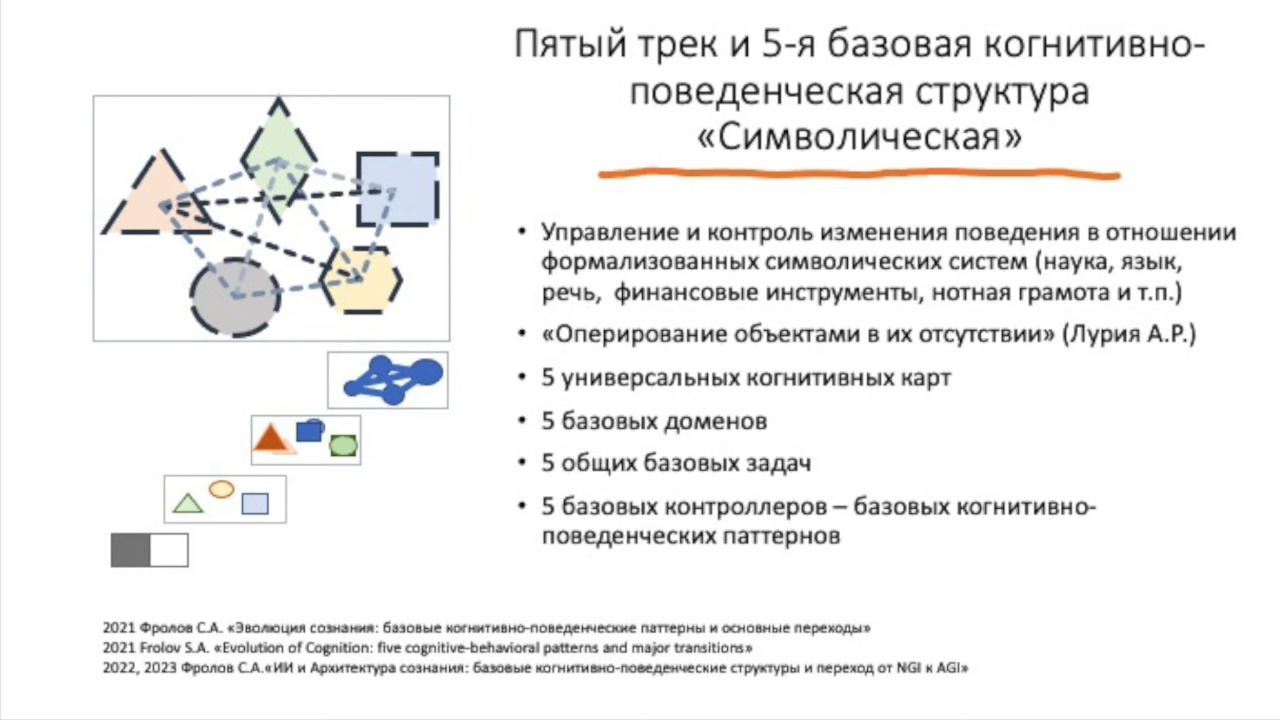 Пятый трек и 5-я базовая когнитивно-
поведенческая структура
«Символическая»
• Управление и контроль изменения поведения в отношении
формализованных символических систем (наука, язык,
речь, финансовые инструменты, нотная грамота и т.п.)
• «Оперирование объектами в их отсутствии» (Лурия А.Р.)
• 5 универсальных когнитивных карт
• 5 базовых доменов
• 5 общих базовых задач
• 5 базовых контроллеров – базовых когнитивно-
поведенческих паттернов
2021 Фролов С.А. «Эволюция сознания: базовые когнитивно-поведенческие паттерны и основные переходы»
2021 Frolov S.A. «Evolution of Cognition: five cognitive-behavioral patterns and major transitions»
2022, 2023 Фролов С.А.«ИИ и Архитектура сознания: базовые когнитивно-поведенческие структуры и переход от NGI к AGI»